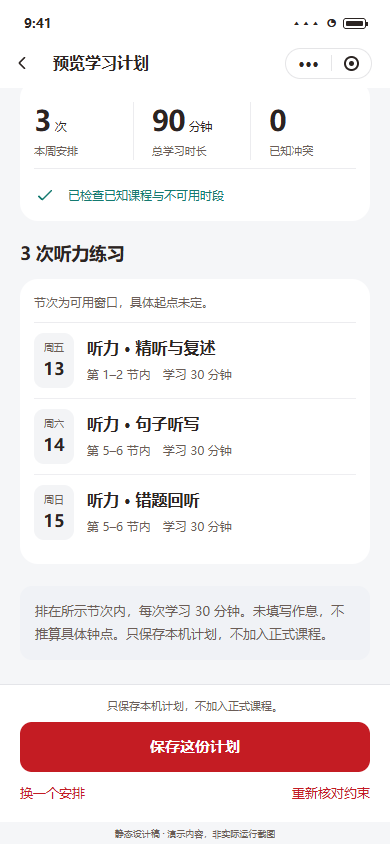 9:41
预览学习计划
3 次
90 分钟
0
本周安排
总学习时长
已知冲突
已检查已知课程与不可用时段
3 次听力练习
节次为可用窗口，具体起点未定。
周五
13
听力 • 精听与复述
第 1–2 节内 学习 30 分钟
周六
14
听力 • 句子听写
第 5–6 节内 学习 30 分钟
周日
15
听力 • 错题回听
第 5–6 节内 学习 30 分钟
排在所示节次内，每次学习 30 分钟。未填写作息，不
推算具体钟点。只保存本机计划，不加入正式课程。
只保存本机计划，不加入正式课程。
保存这份计划
换一个安排
重新核对约束
静态设计稿 · 演示内容，非实际运行截图